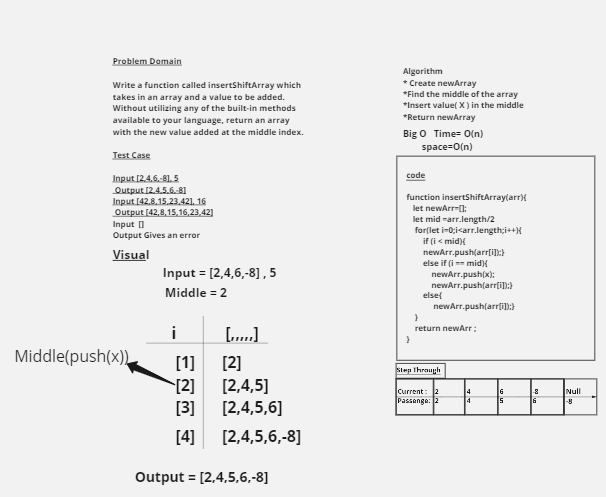 Problem Domain
Write a function called insertShiftArray which
takes in an array and a value to be added.
Without utilizing any of the built-in methods
available to your language, return an array
with the new value added at the middle index.
Test Case
Input [2,4,6,-8], 5
Output [2,4,5,6,-8]
Input [42,8,15,23,42], 16
Output [42,8,15,16,23,42]
Input []
Output Gives an error
Visual
Input = [2,4,6,-8] , 5
Middle = 2
i [,,,,,]
Middle(push(x))
[1] [2]
[2] [2,4,5]
[3] [2,4,5,6]
[4] [2,4,5,6,-8]
Output = [2,4,5,6,-8]
Algorithm
* Create newArray
*Find the middle of the array
*Insert value( X ) in the middle
*Return newArray
Big O Time= O(n)
space=O(n)
code
function insertShiftArray(arr){
let newArr=[];
let mid =arr.length/2
for(let i=0;i<arr.length;i++){
if (i < mid){
newArr.push(arr[i]);}
else if (i == mid){
newArr.push(x);
newArr.push(arr[i]);}
else{
newArr.push(arr[i]);}
}
return newArr ;
}
Step Through
Current : 2 4 6 -8 Null
Passenge: 2 4 5 6 -8